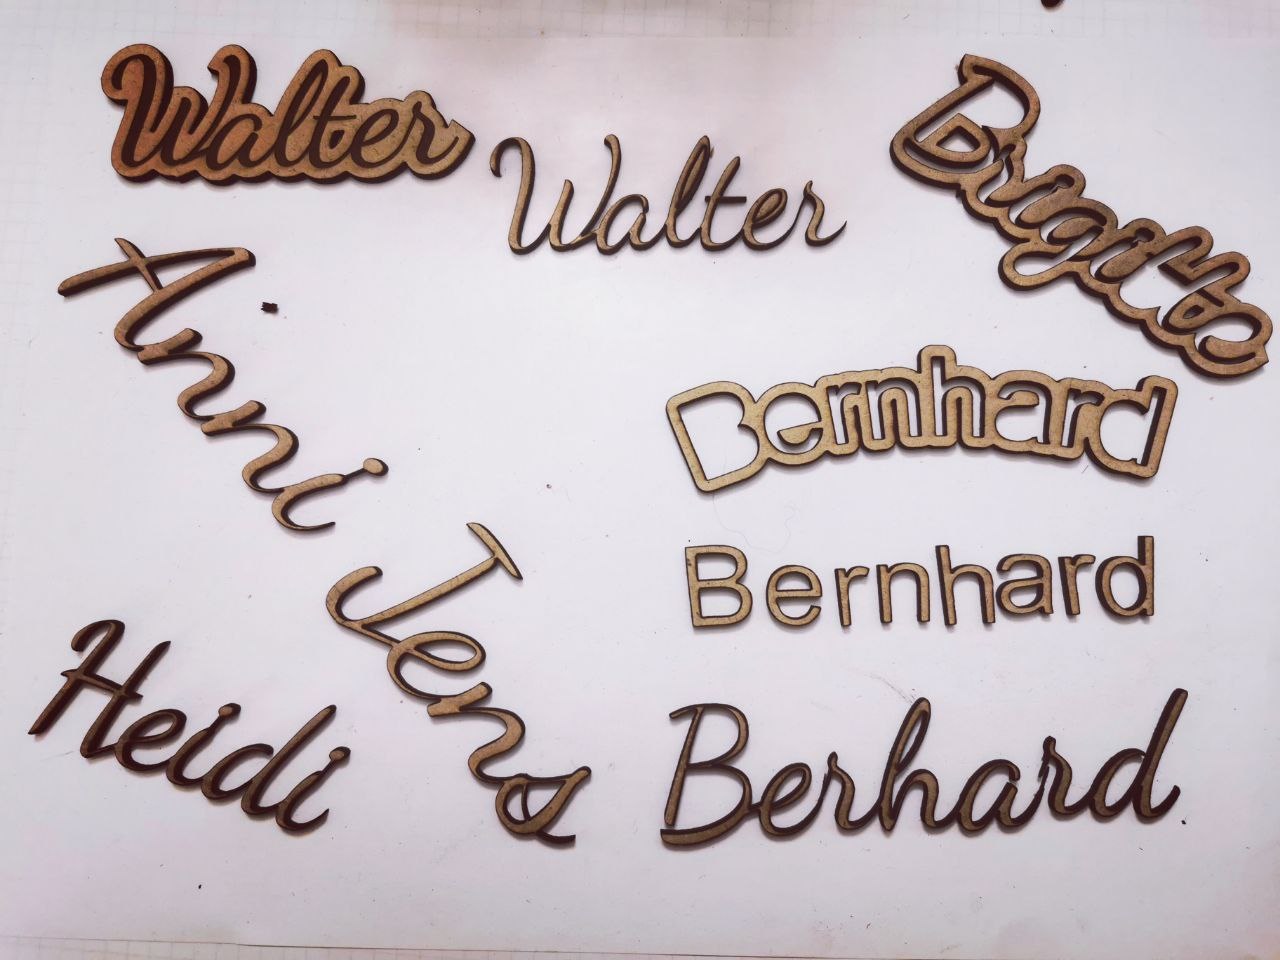 Walter
Walter
Brigitte
Anni
Bernhard
Jens
Bernhard
Heidi
Berhard